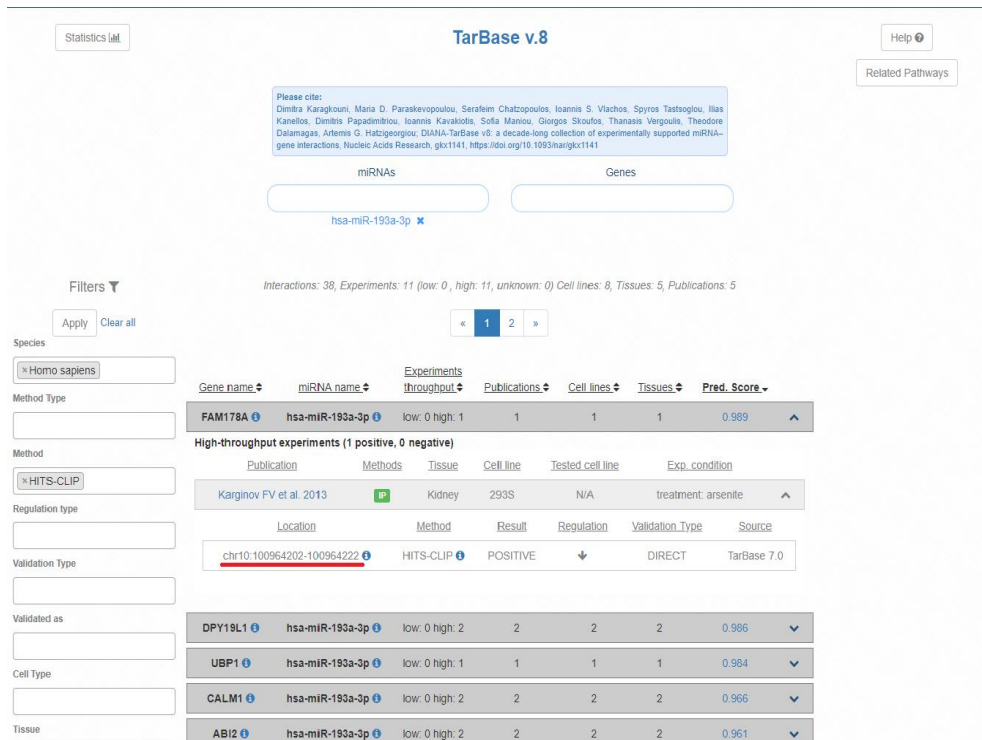 Statistics
TarBase v.8
Help
Related Pathways
Please cite:
Dimitra Karagkouni, Maria D. Paraskevopoulou, Serafeim Chatzopoulos, Ioannis S. Vlachos, Spyros Tastsoglou, Ilias
Kanellos, Dimitris Papadimitriou, Ioannis Kavakiotis, Sofia Maniou, Giorgos Skoufos, Thanasis Vergoulis, Theodore
Dalamagas, Artemis G. Hatzigeorgiou; DIANA-TarBase v8: a decade-long collection of experimentally supported miRNA–
gene interactions, Nucleic Acids Research, gkx1141, https://doi.org/10.1093/nar/gkx1141
miRNAs Genes
hsa-miR-193a-3p ✖
Filters
Interactions: 38, Experiments: 11 (low: 0 , high: 11, unknown: 0) Cell lines: 8, Tissues: 5, Publications: 5
Apply Clear all
« 1 2 »
Species
×Homo sapiens
Method Type
Method
×HITS-CLIP
Regulation type
Validation Type
Validated as
Cell Type
Tissue
Gene name miRNA name Experiments throughput Publications Cell lines Tissues Pred. Score
FAM178A hsa-miR-193a-3p low: 0 high: 1 1 1 1 0.989
High-throughput experiments (1 positive, 0 negative)
Publication Methods Tissue Cell line Tested cell line Exp. condition
Karginov FV et al. 2013 IP Kidney 293S N/A treatment: arsenite
Location Method Result Regulation Validation Type Source
chr10:100964202-100964222 HITS-CLIP POSITIVE ↓ DIRECT TarBase 7.0
DPY19L1 hsa-miR-193a-3p low: 0 high: 2 2 2 2 0.986
UBP1 hsa-miR-193a-3p low: 0 high: 1 1 1 1 0.984
CALM1 hsa-miR-193a-3p low: 0 high: 2 2 2 2 0.966
ABI2 hsa-miR-193a-3p low: 0 high: 2 2 2 2 0.961